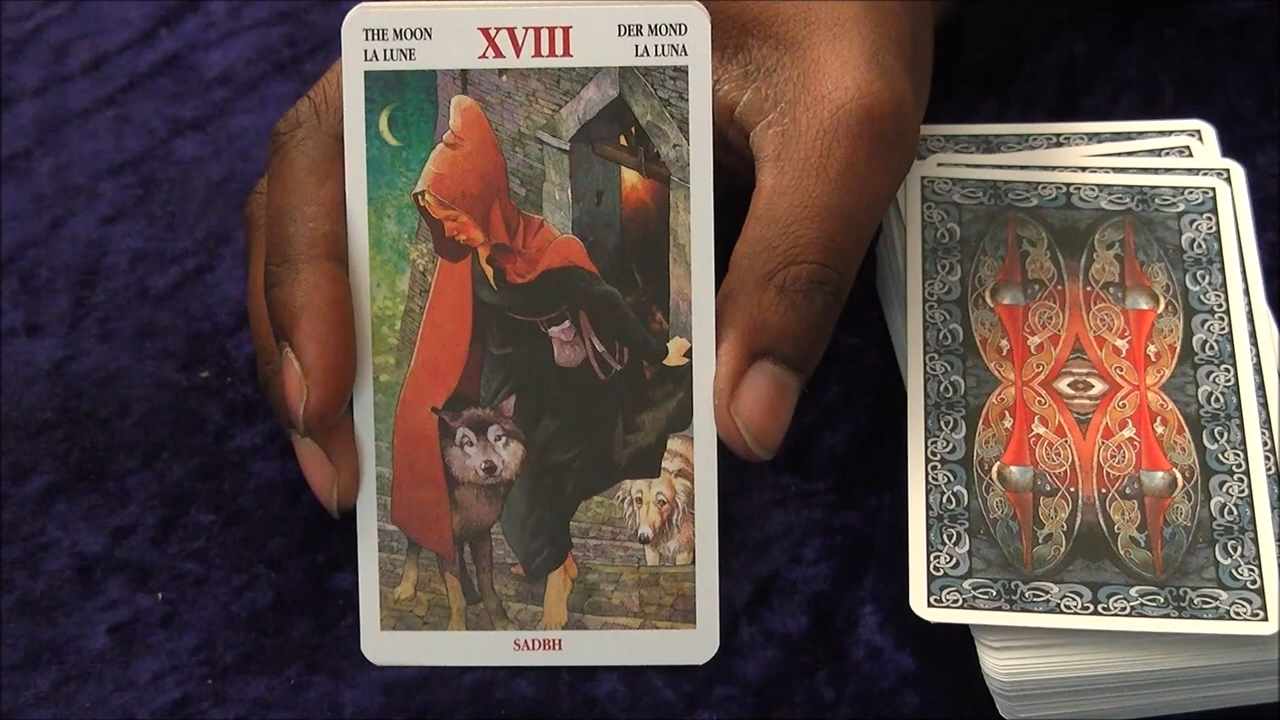 THE MOON
LA LUNE
XVIII
DER MOND
LA LUNA
SADBH